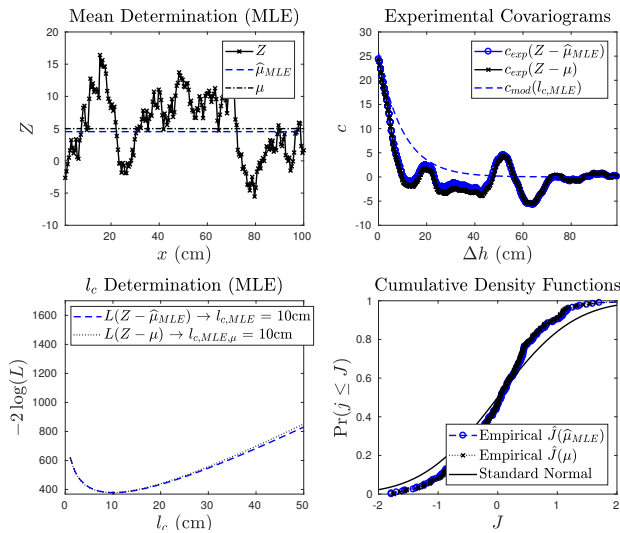 Mean Determination (MLE)
20
15
10
5
0
-5
-10
Z
20
40
60
80
100
x (cm)
Z
μ̂_MLE
μ
Experimental Covariograms
30
25
20
15
10
5
0
-5
-10
c
0
20
40
60
80
Δh (cm)
c_exp(Z − μ̂_MLE)
c_exp(Z − μ)
c_mod(l_c,MLE)
l_c Determination (MLE)
1600
1400
1200
1000
800
600
400
−2 log(L)
0
10
20
30
40
50
l_c (cm)
L(Z − μ̂_MLE) → l_c,MLE = 10cm
L(Z − μ) → l_c,MLE,μ = 10cm
Cumulative Density Functions
1
0.8
0.6
0.4
0.2
0
Pr(j ≤ J)
-2
-1
0
1
2
J
Empirical Ĵ(μ̂_MLE)
Empirical Ĵ(μ)
Standard Normal